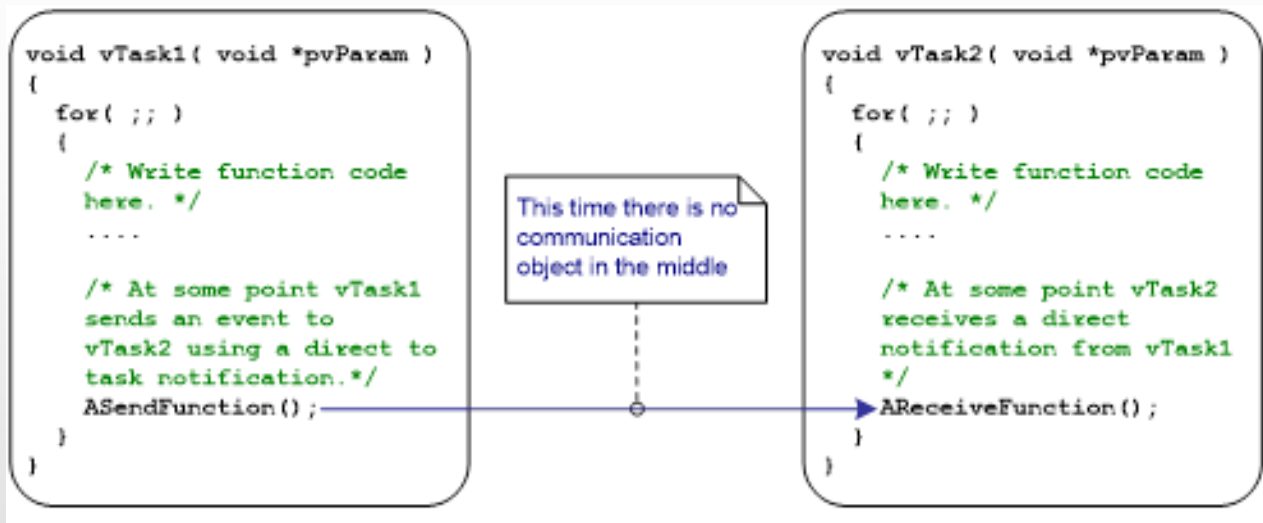 void vTask1( void *pvParam )
{
for( ;; )
{
/* Write function code
here. */
....
/* At some point vTask1
sends an event to
vTask2 using a direct to
task notification.*/
ASendFunction();
}
}
This time there is no
communication
object in the middle
void vTask2( void *pvParam )
{
for( ;; )
{
/* Write function code
here. */
....
/* At some point vTask2
receives a direct
notification from vTask1
*/
AReceiveFunction();
}
}